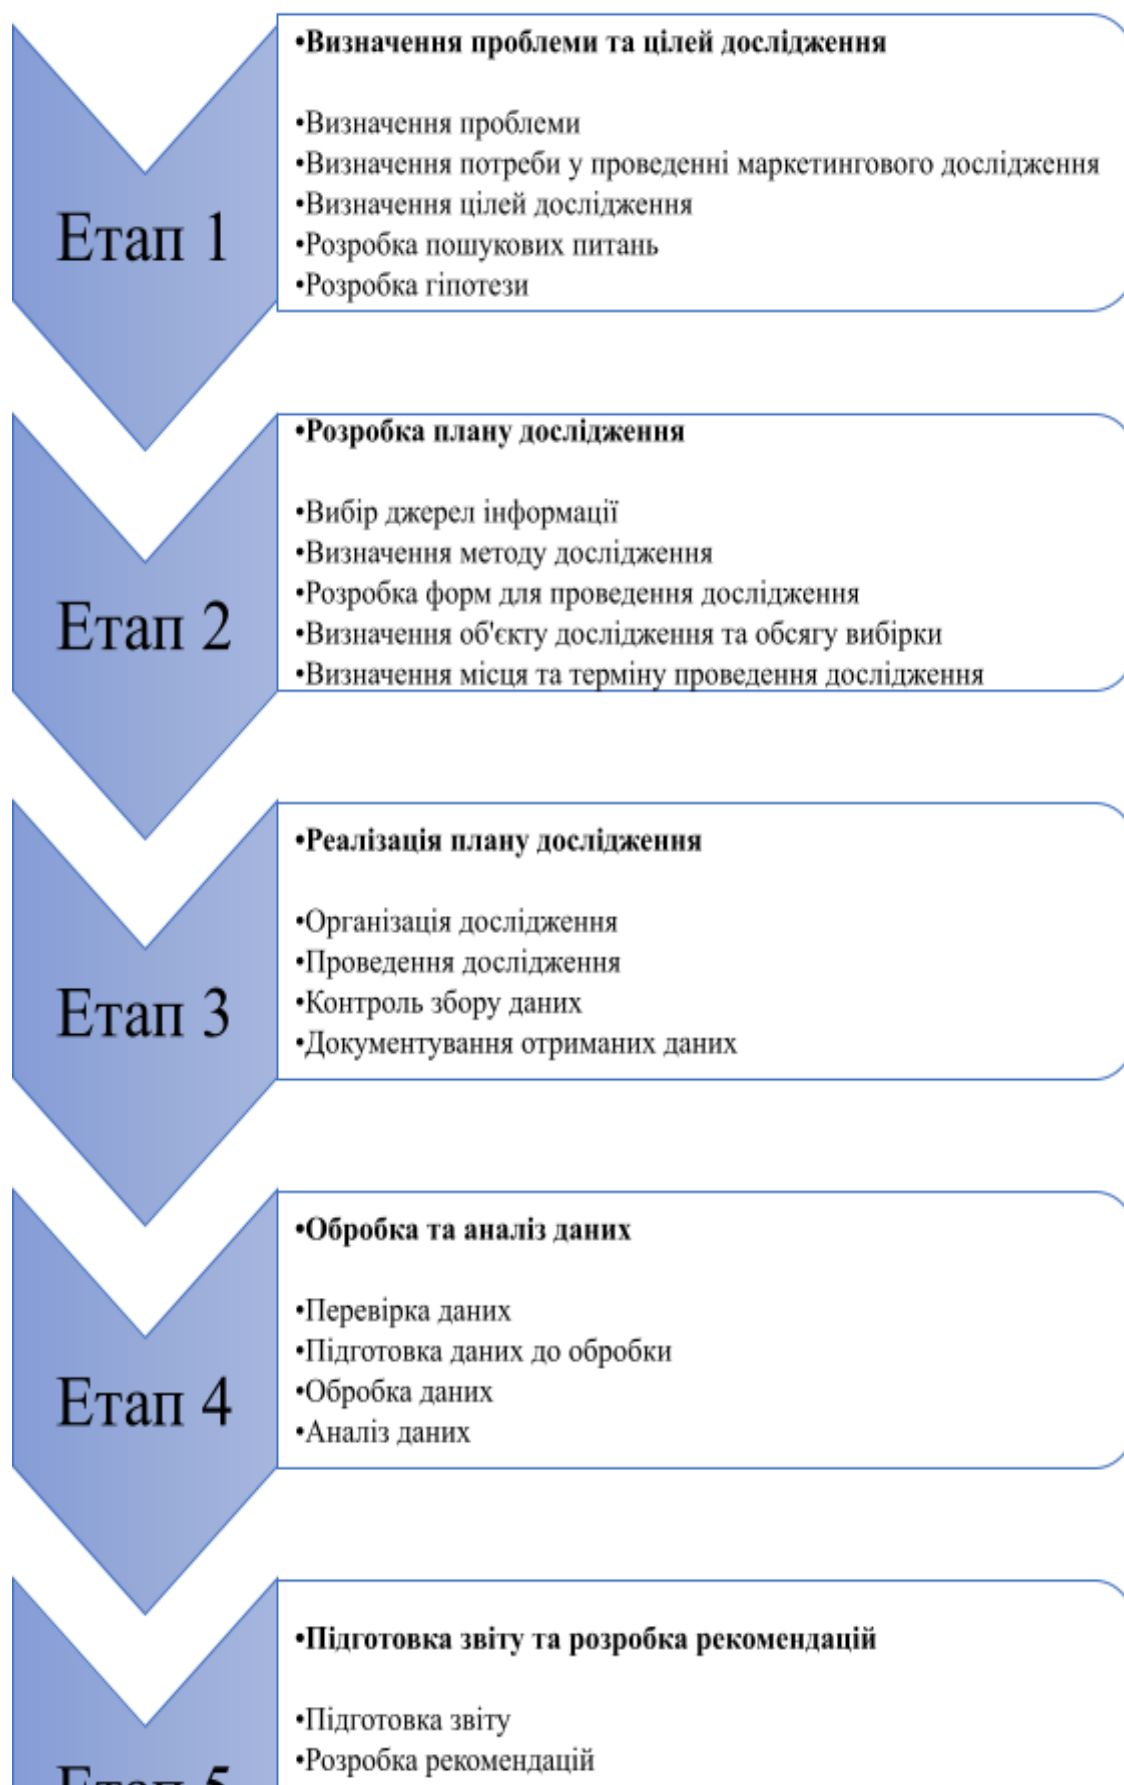 Етап 1
•Визначення проблеми та цілей дослідження
•Визначення проблеми
•Визначення потреби у проведенні маркетингового дослідження
•Визначення цілей дослідження
•Розробка пошукових питань
•Розробка гіпотези
Етап 2
•Розробка плану дослідження
•Вибір джерел інформації
•Визначення методу дослідження
•Розробка форм для проведення дослідження
•Визначення об'єкту дослідження та обсягу вибірки
•Визначення місця та терміну проведення дослідження
Етап 3
•Реалізація плану дослідження
•Організація дослідження
•Проведення дослідження
•Контроль збору даних
•Документування отриманих даних
Етап 4
•Обробка та аналіз даних
•Перевірка даних
•Підготовка даних до обробки
•Обробка даних
•Аналіз даних
Етап 5
•Підготовка звіту та розробка рекомендацій
•Підготовка звіту
•Розробка рекомендацій